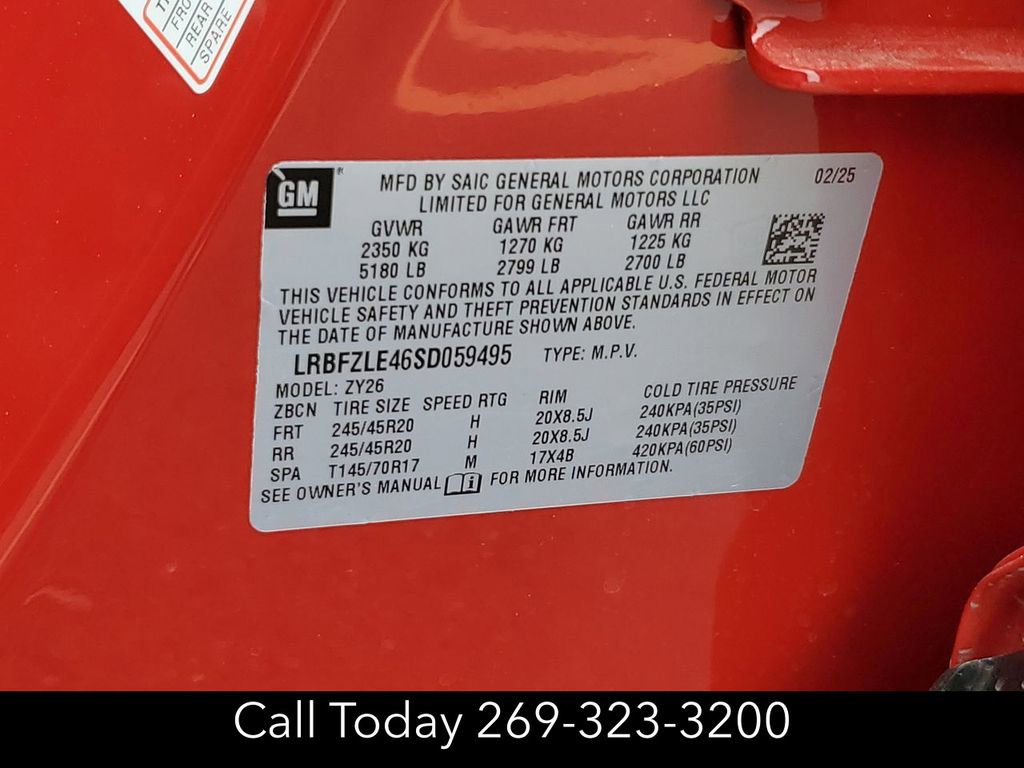 FRO
REAR
SPARE
GM
MFD BY SAIC GENERAL MOTORS CORPORATION 02/25
LIMITED FOR GENERAL MOTORS LLC
GVWR GAWR FRT GAWR RR
2350 KG 1270 KG 1225 KG
5180 LB 2799 LB 2700 LB
THIS VEHICLE CONFORMS TO ALL APPLICABLE U.S. FEDERAL MOTOR
VEHICLE SAFETY AND THEFT PREVENTION STANDARDS IN EFFECT ON
THE DATE OF MANUFACTURE SHOWN ABOVE.
LRBFZLE46SD059495 TYPE: M.P.V.
MODEL: ZY26
ZBCN TIRE SIZE SPEED RTG RIM COLD TIRE PRESSURE
FRT 245/45R20 H 20X8.5J 240KPA(35PSI)
RR 245/45R20 H 20X8.5J 240KPA(35PSI)
SPA T145/70R17 M 17X4B 420KPA(60PSI)
SEE OWNER'S MANUAL FOR MORE INFORMATION.
Call Today 269-323-3200